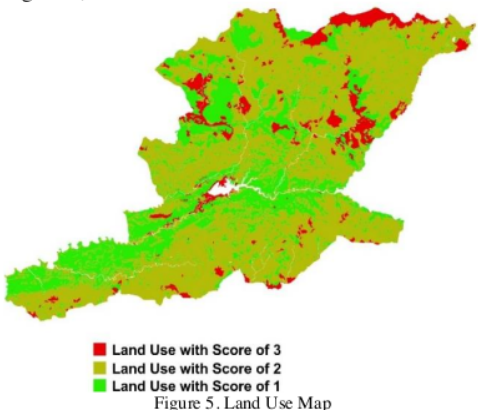 Land Use with Score of 3
Land Use with Score of 2
Land Use with Score of 1
Figure 5. Land Use Map